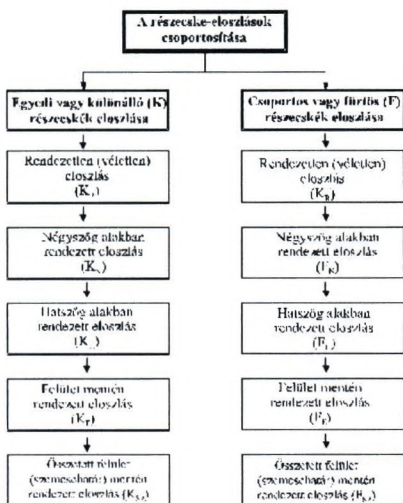 A részecske-eloszlások
csoportosítása
Egyedi vagy különálló (K)
részecskék eloszlása
Rendezetlen (véletlen)
eloszlás
Négyszög alakban
rendezett eloszlás
Hatszög alakban
rendezett eloszlás
Felület mentén
rendezett eloszlás
Összetett felület
(szemcsehatár) mentén
rendezett eloszlás
Csoportos vagy fürtös (F)
részecskék eloszlása
Rendezetlen (véletlen)
eloszlás
Négyszög alakban
rendezett eloszlás
Hatszög alakban
rendezett eloszlás
Felület mentén
rendezett eloszlás
Összetett felület
(szemcsehatár) mentén
rendezett eloszlás